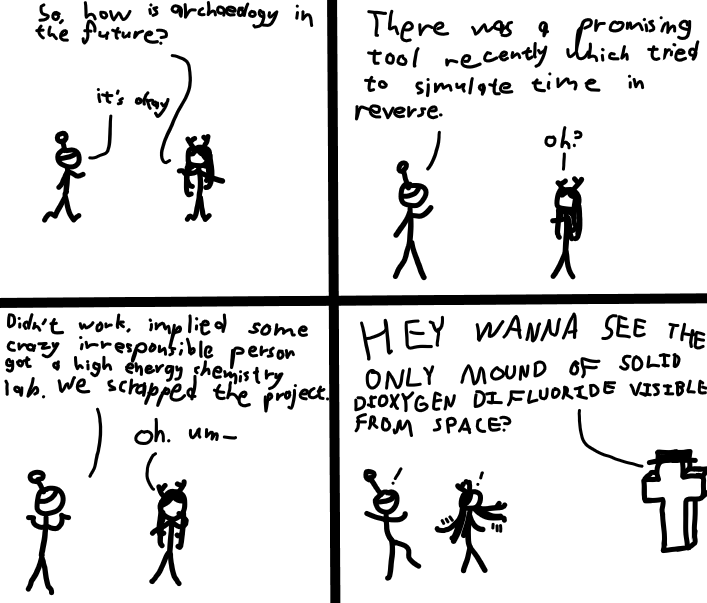 So, how is archaeology in
the future?
it's okay
There was a promising
tool recently which tried
to simulate time in
reverse.
oh?
Didn't work, implied some
crazy irresponsible person
got a high energy chemistry
lab. We scrapped the project.
oh. um—
!
!
HEY WANNA SEE THE
ONLY MOUND OF SOLID
DIOXYGEN DIFLUORIDE VISIBLE
FROM SPACE?